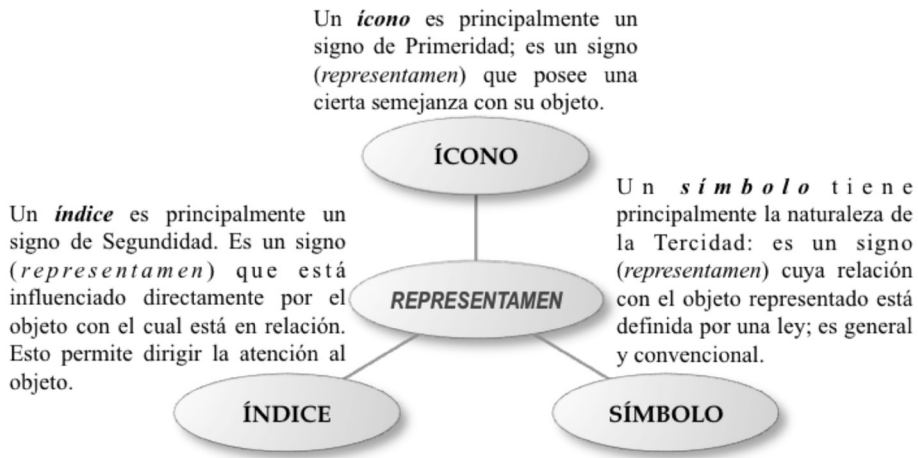 Un ícono es principalmente un
signo de Primeridad; es un signo
(representamen) que posee una
cierta semejanza con su objeto.
ÍCONO
Un índice es principalmente un
signo de Segundidad. Es un signo
(representamen) que está
influenciado directamente por el
objeto con el cual está en relación.
Esto permite dirigir la atención al
objeto.
REPRESENTAMEN
Un símbolo tiene
principalmente la naturaleza de
la Tercidad: es un signo
(representamen) cuya relación
con el objeto representado está
definida por una ley; es general
y convencional.
ÍNDICE
SÍMBOLO